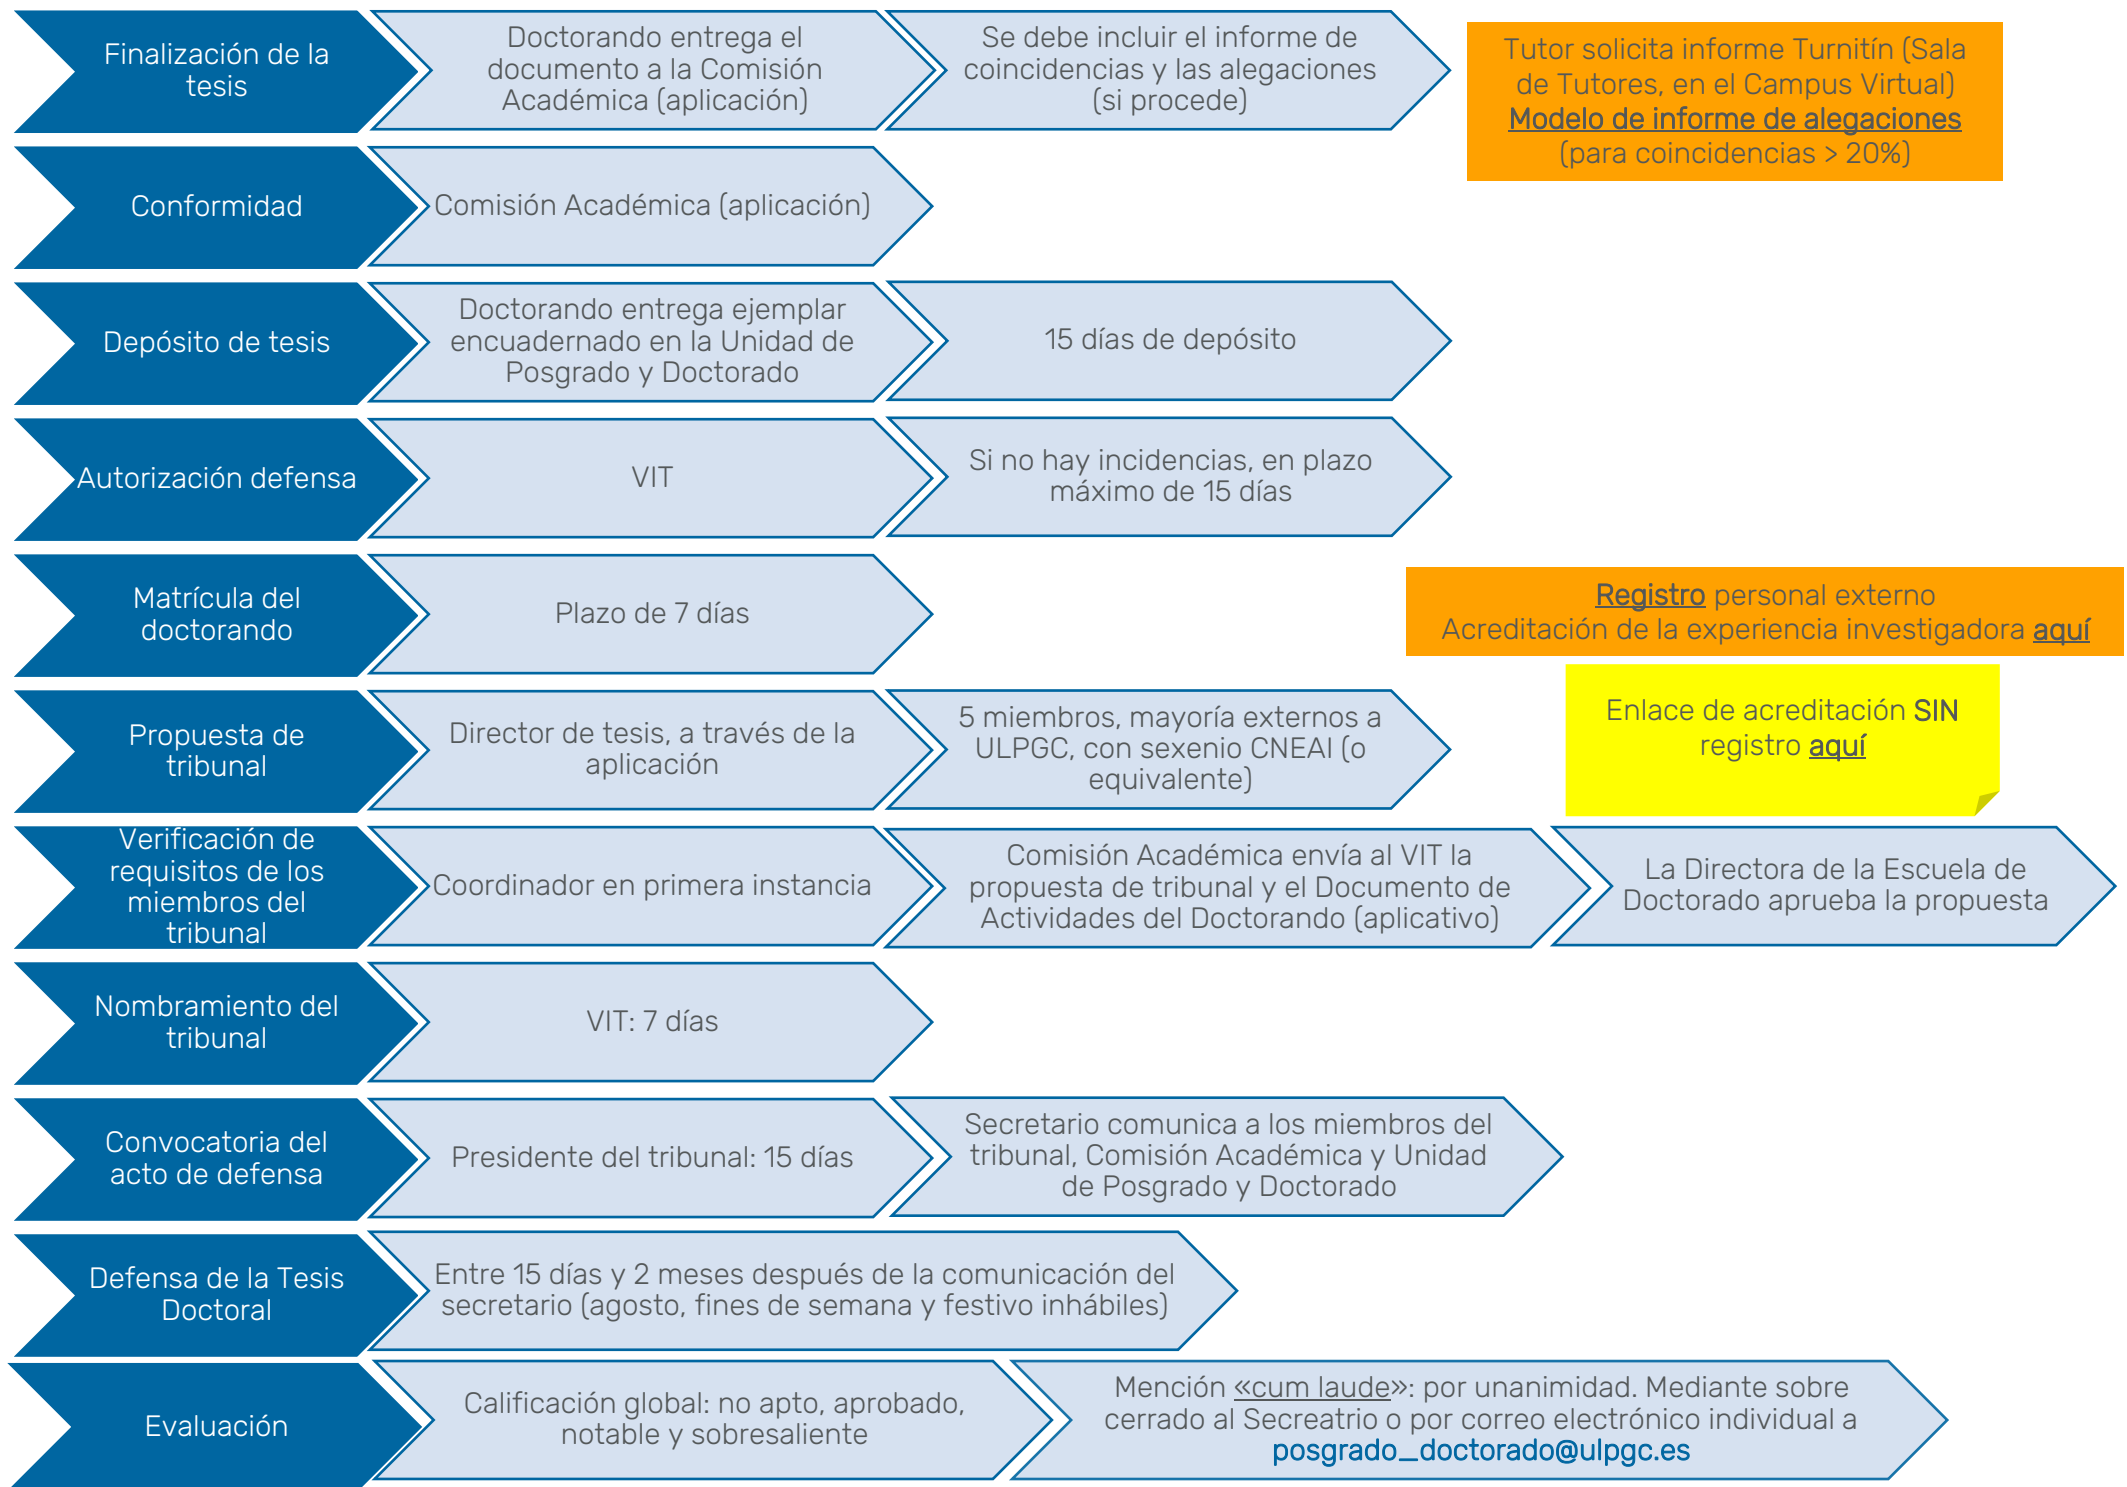 Finalización de la
tesis
Doctorando entrega el
documento a la Comisión
Académica (aplicación)
Se debe incluir el informe de
coincidencias y las alegaciones
(si procede)
Tutor solicita informe Turnitín (Sala
de Tutores, en el Campus Virtual)
Modelo de informe de alegaciones
(para coincidencias > 20%)
Conformidad
Comisión Académica (aplicación)
Depósito de tesis
Doctorando entrega ejemplar
encuadernado en la Unidad de
Posgrado y Doctorado
15 días de depósito
Autorización defensa
VIT
Si no hay incidencias, en plazo
máximo de 15 días
Matrícula del
doctorando
Plazo de 7 días
Registro personal externo
Acreditación de la experiencia investigadora aquí
Propuesta de
tribunal
Director de tesis, a través de la
aplicación
5 miembros, mayoría externos a
ULPGC, con sexenio CNEAI (o
equivalente)
Enlace de acreditación SIN
registro aquí
Verificación de
requisitos de los
miembros del
tribunal
Coordinador en primera instancia
Comisión Académica envía al VIT la
propuesta de tribunal y el Documento de
Actividades del Doctorando (aplicativo)
La Directora de la Escuela de
Doctorado aprueba la propuesta
Nombramiento del
tribunal
VIT: 7 días
Convocatoria del
acto de defensa
Presidente del tribunal: 15 días
Secretario comunica a los miembros del
tribunal, Comisión Académica y Unidad
de Posgrado y Doctorado
Defensa de la Tesis
Doctoral
Entre 15 días y 2 meses después de la comunicación del
secretario (agosto, fines de semana y festivo inhábiles)
Evaluación
Calificación global: no apto, aprobado,
notable y sobresaliente
Mención «cum laude»: por unanimidad. Mediante sobre
cerrado al Secreatrio o por correo electrónico individual a
posgrado_doctorado@ulpgc.es